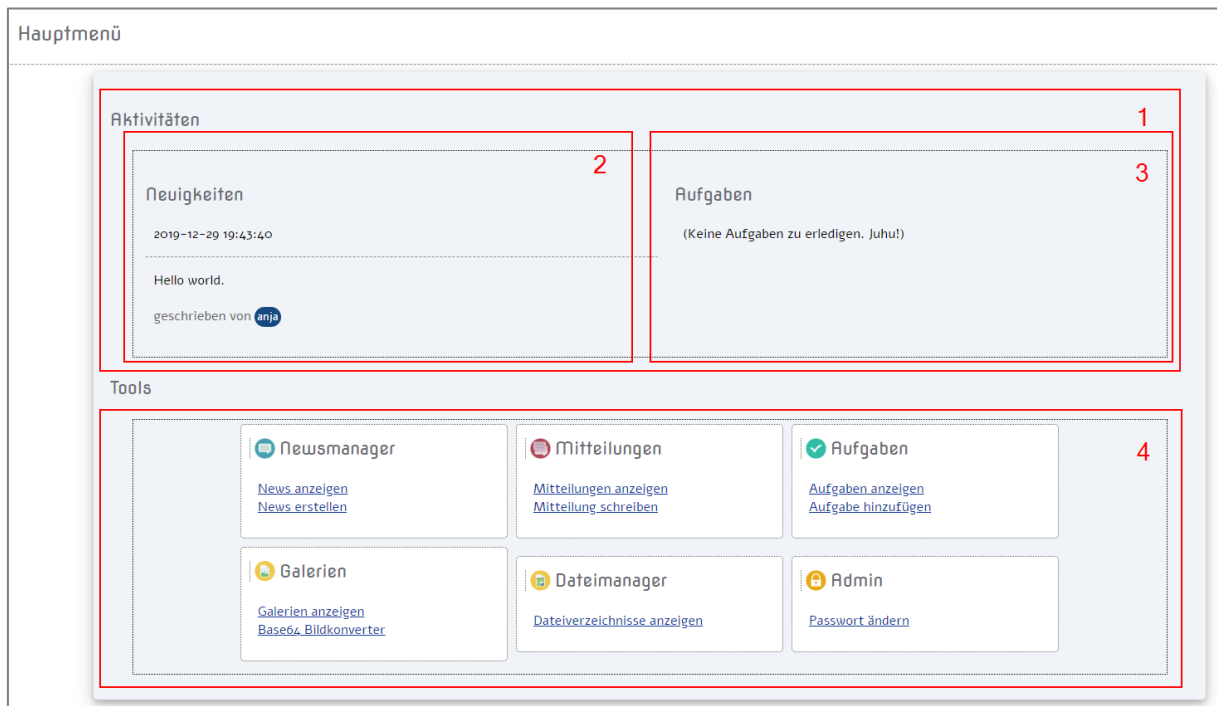 Hauptmenü
Aktivitäten
1
2
3
Neuigkeiten
2019-12-29 19:43:40
Hello world.
geschrieben von anja
Aufgaben
(Keine Aufgaben zu erledigen. Juhu!)
Tools
4
Newsmanager
News anzeigen
News erstellen
Mitteilungen
Mitteilungen anzeigen
Mitteilung schreiben
Aufgaben
Aufgaben anzeigen
Aufgabe hinzufügen
Galerien
Galerien anzeigen
Base64 Bildkonverter
Dateimanager
Dateiverzeichnisse anzeigen
Admin
Passwort ändern